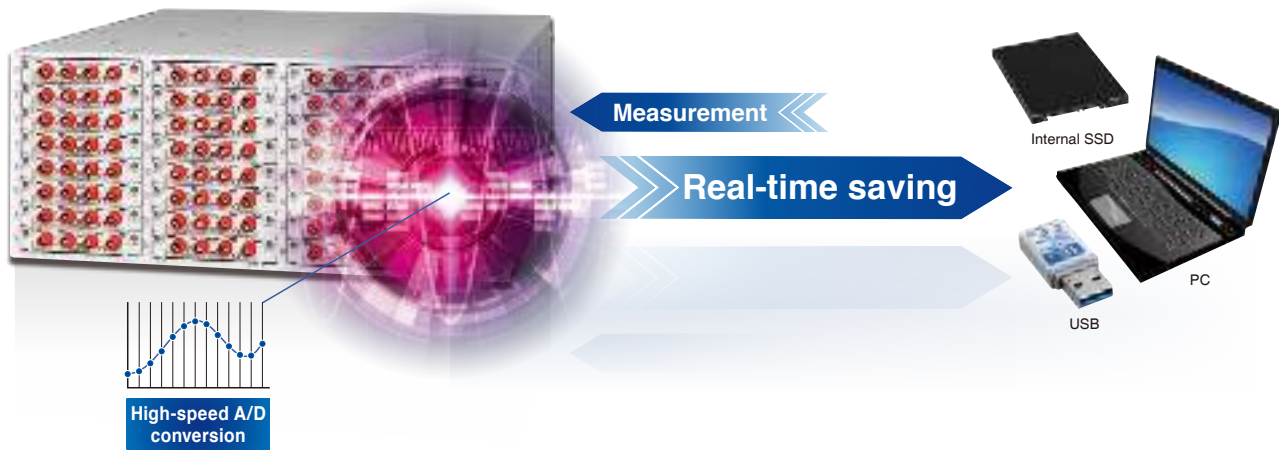 Measurement
Internal SSD
Real-time saving
PC
USB
High-speed A/D
conversion